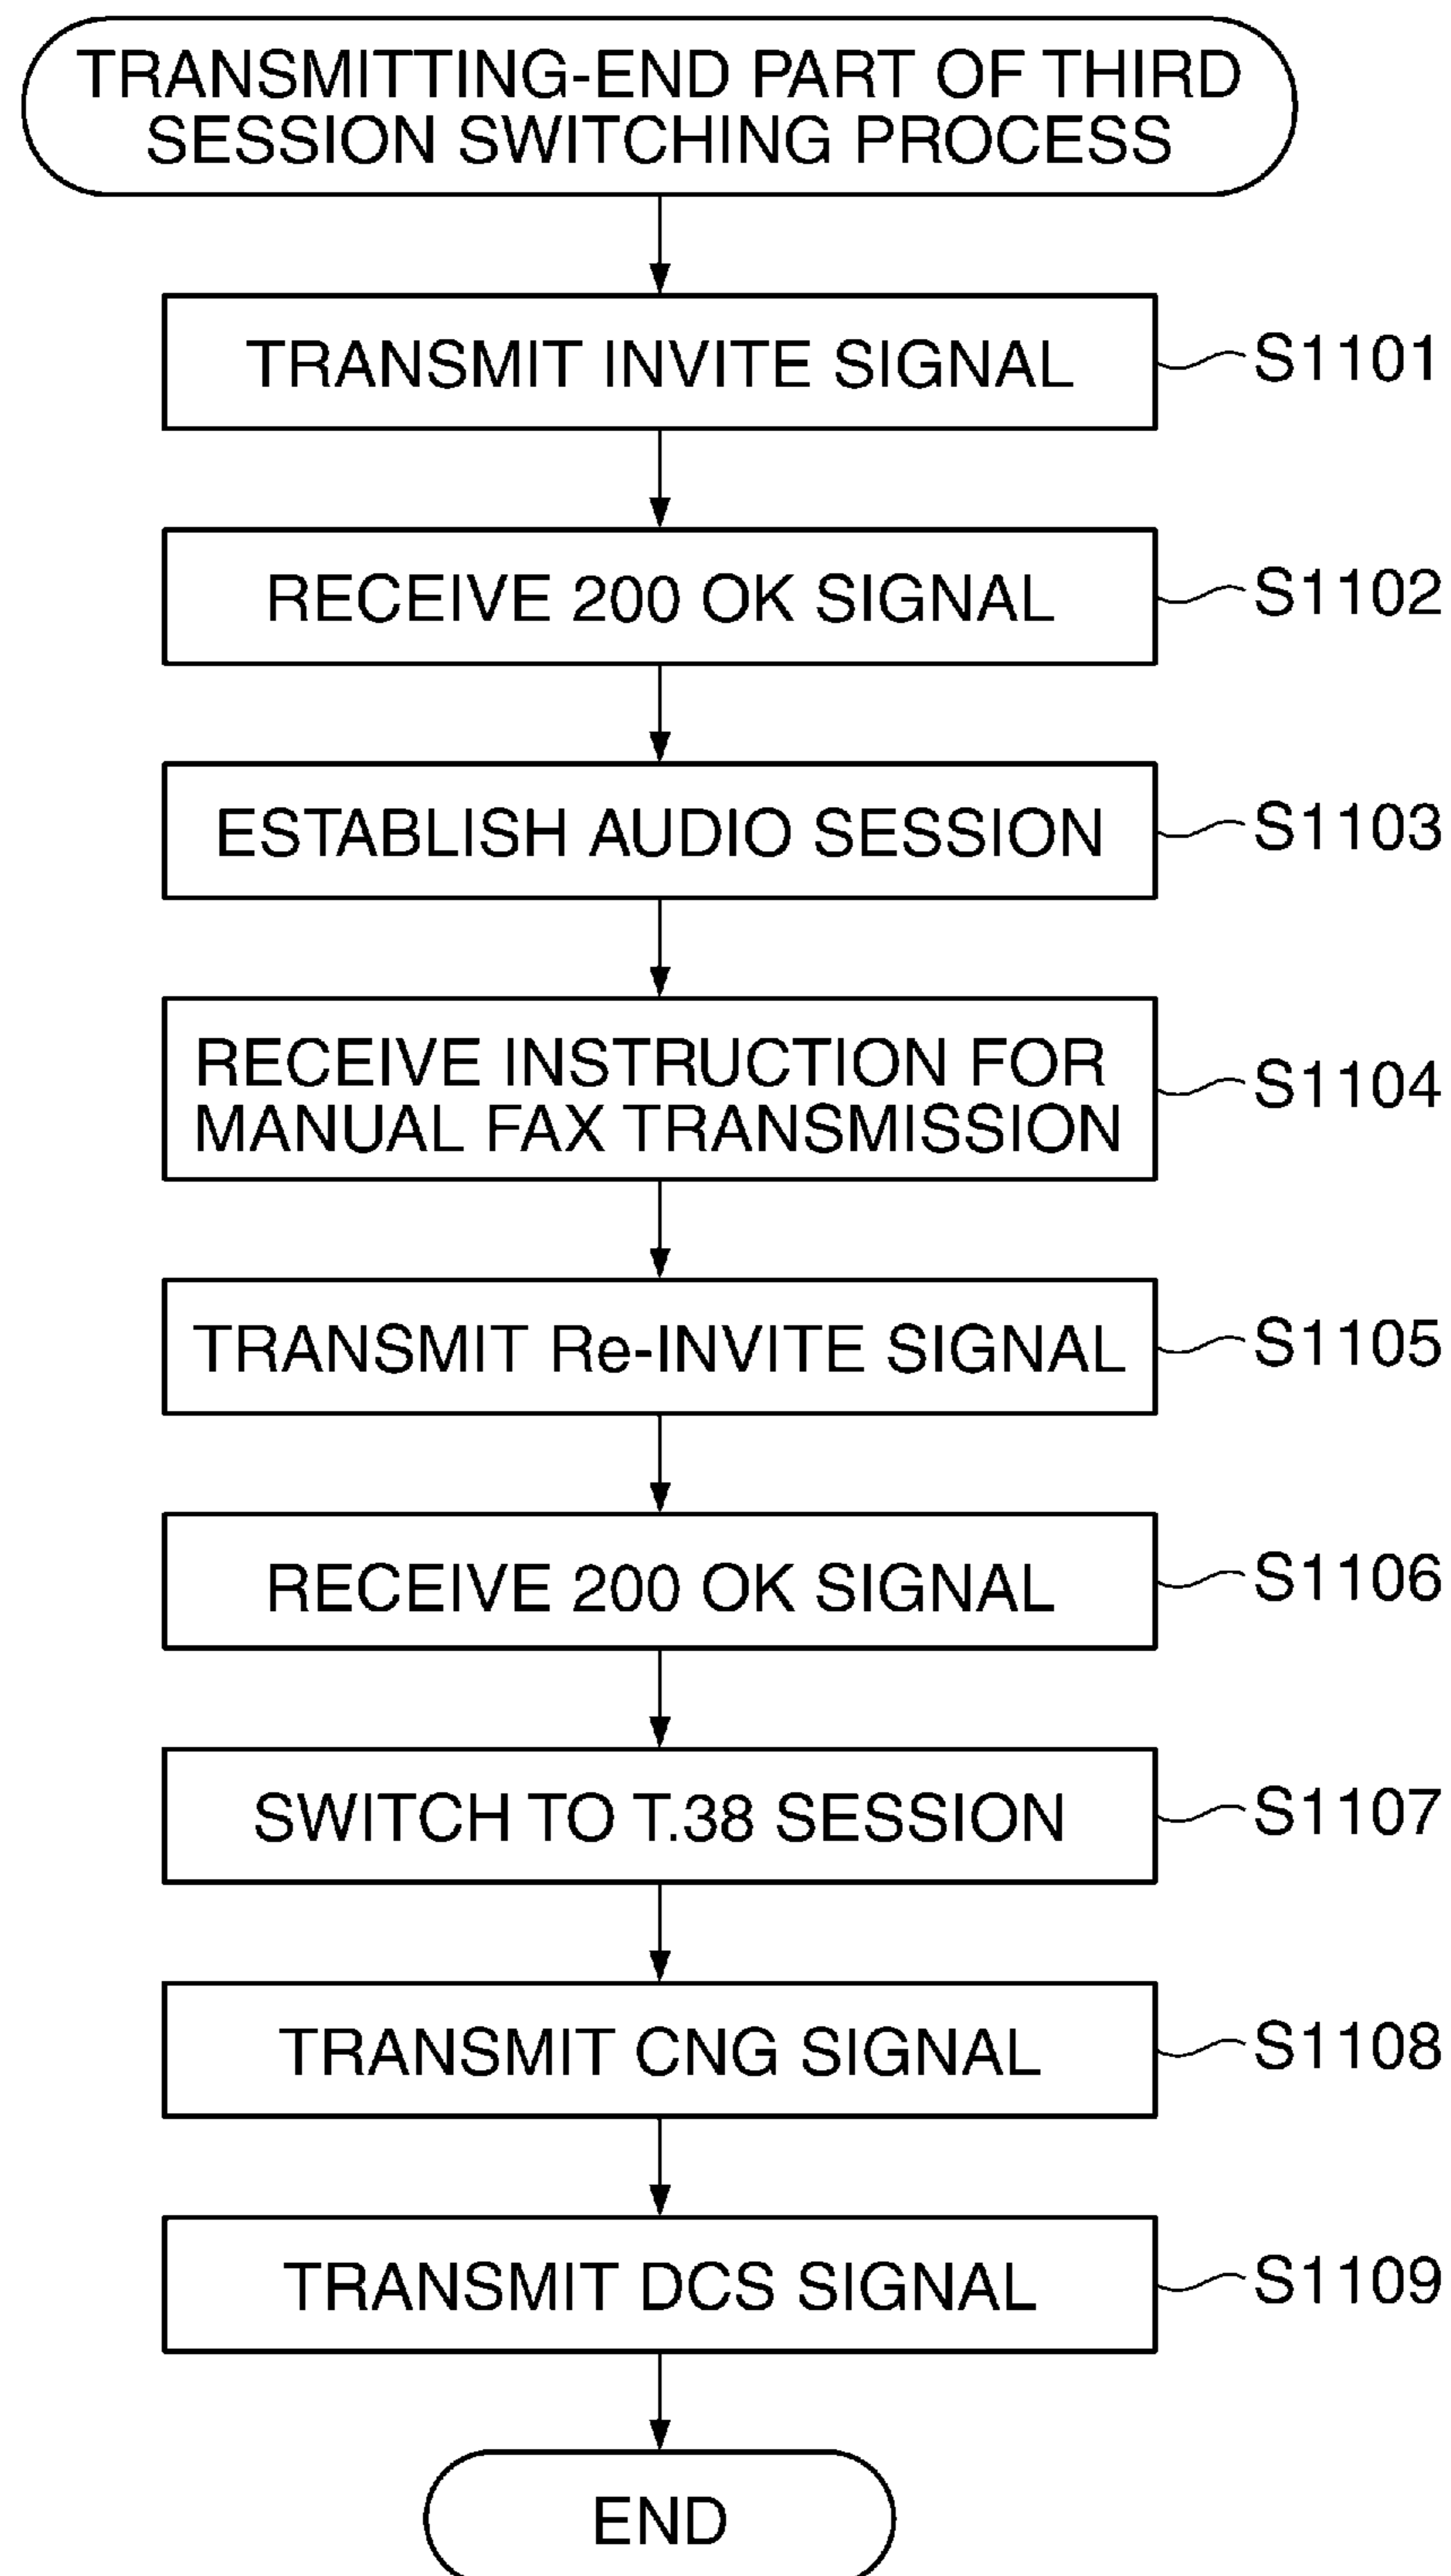 TRANSMITTING-END PART OF THIRD
SESSION SWITCHING PROCESS
TRANSMIT INVITE SIGNAL
S1101
RECEIVE 200 OK SIGNAL
S1102
ESTABLISH AUDIO SESSION
S1103
RECEIVE INSTRUCTION FOR
MANUAL FAX TRANSMISSION
S1104
TRANSMIT Re-INVITE SIGNAL
S1105
RECEIVE 200 OK SIGNAL
S1106
SWITCH TO T.38 SESSION
S1107
TRANSMIT CNG SIGNAL
S1108
TRANSMIT DCS SIGNAL
S1109
END